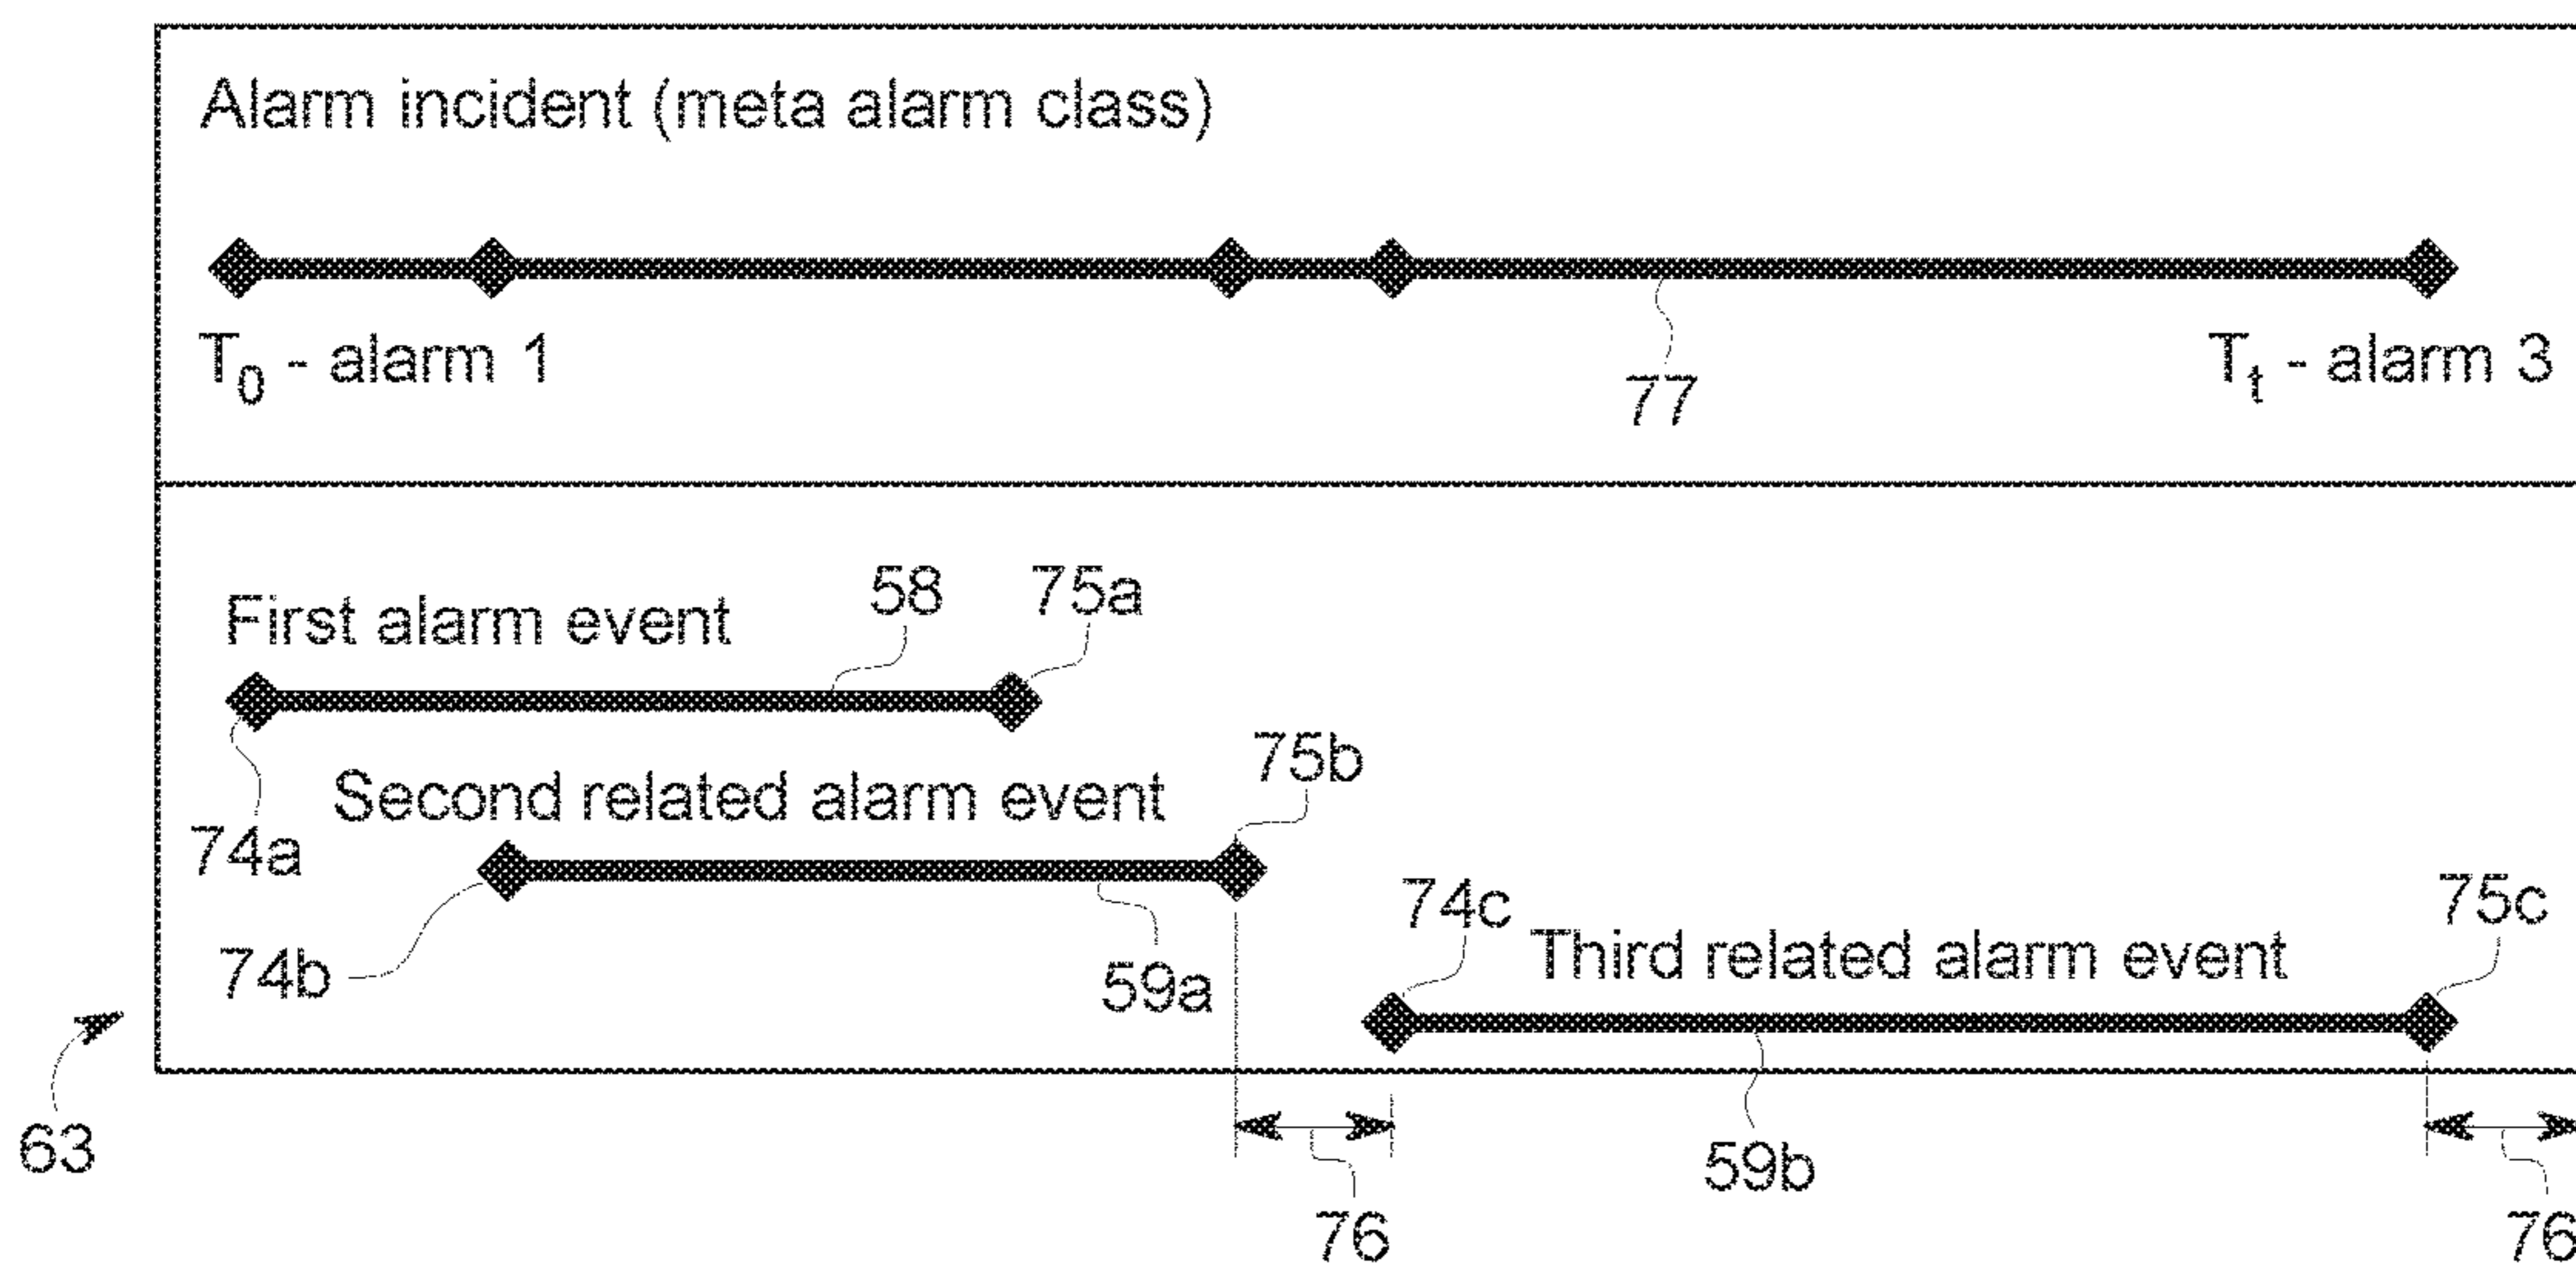 Alarm incident (meta alarm class)
T₀ - alarm 1
77
Tₜ - alarm 3
58
75a
First alarm event
75b
Second related alarm event
74a
74c
75c
74b
59a
Third related alarm event
63
59b
76
76